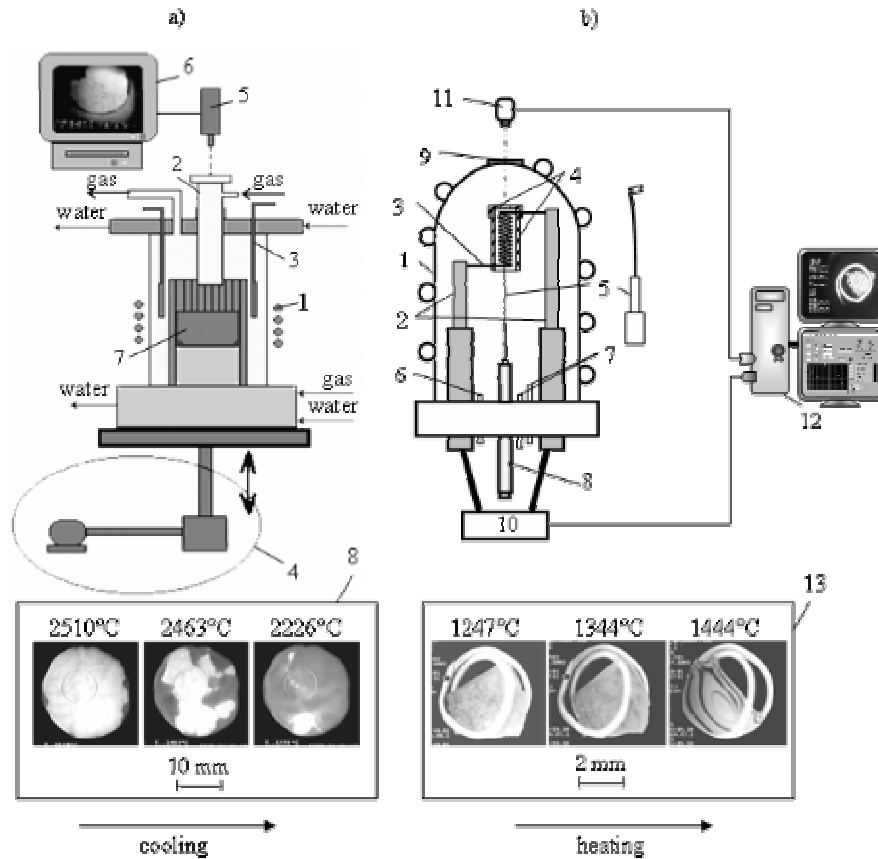 a)
b)
6
5
2
gas
gas
water
water
3
1
7
gas
water
water
4
8
2510°C 2463°C 2226°C
10 mm
cooling
11
9
4
3
1
5
2
6
7
12
8
10
13
1247°C 1344°C 1444°C
2 mm
heating